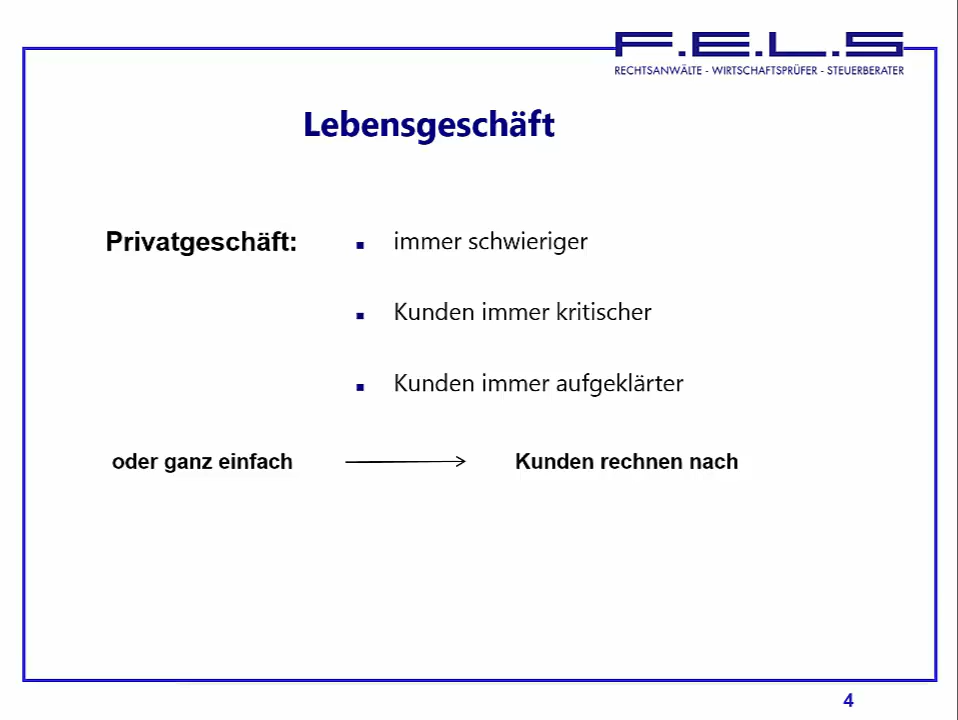 F.E.L.S
RECHTSANWÄLTE - WIRTSCHAFTSPRÜFER - STEUERBERATER
Lebensgeschäft
Privatgeschäft:
▪ immer schwieriger
▪ Kunden immer kritischer
▪ Kunden immer aufgeklärter
oder ganz einfach → Kunden rechnen nach
4